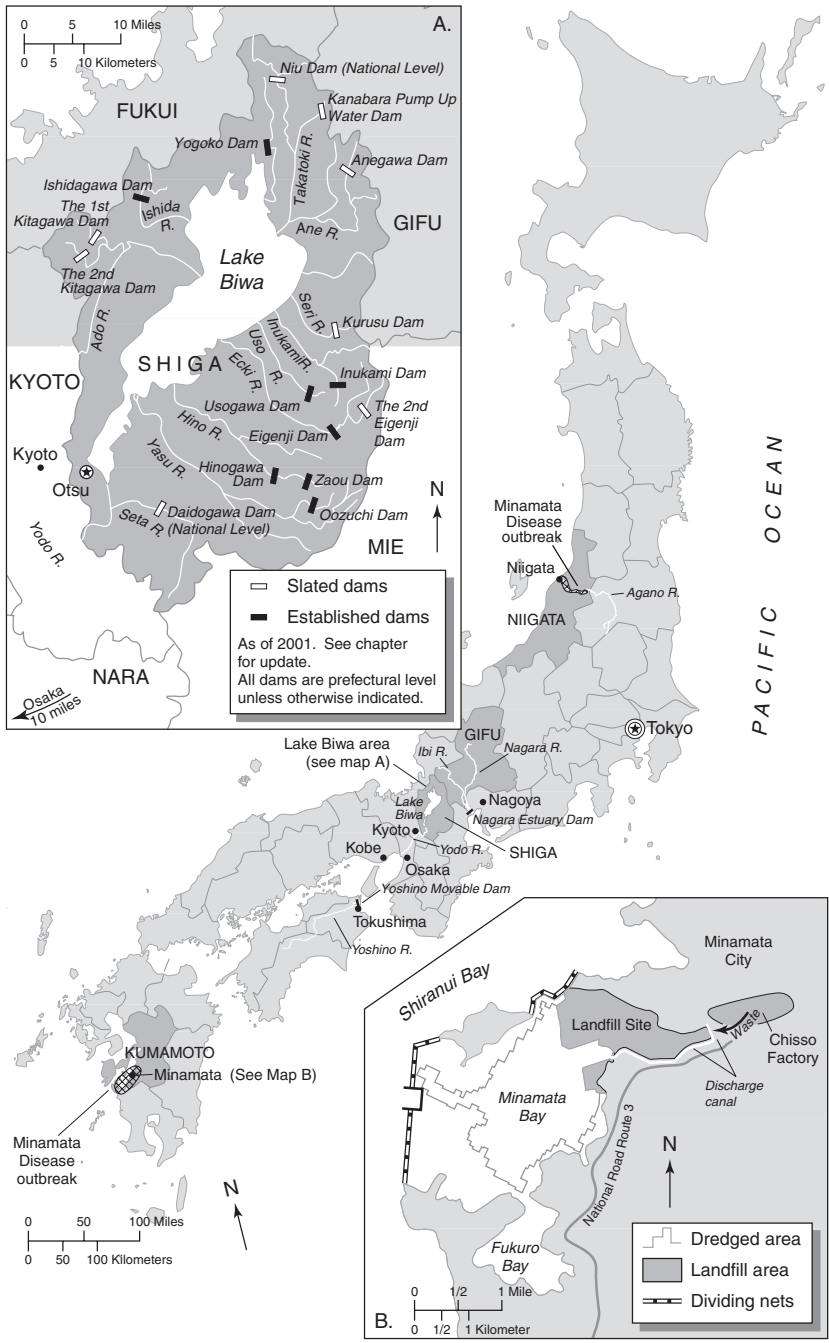 A.
0 5 10 Miles
0 5 10 Kilometers
FUKUI
Niu Dam (National Level)
Kanabara Pump Up
Water Dam
Yogoko Dam
Takatoki R.
Anegawa Dam
Ishidagawa Dam
The 1st
Kitagawa Dam
Ishida
R.
Ane R.
GIFU
Lake
Biwa
The 2nd
Kitagawa Dam
Ado R.
Seri R.
Kurusu Dam
SHIGA
Inukami R.
Uso R.
Ecki R.
KYOTO
Inukami Dam
Usogawa Dam
The 2nd
Eigenji
Dam
Hino R.
Eigenji Dam
Yasu R.
Kyoto
Otsu
Hinogawa
Dam
Zaou Dam
Oozuchi Dam
N
Seta R.
Daidogawa Dam
(National Level)
Yodo R.
MIE
Slated dams
Established dams
As of 2001. See chapter
for update.
All dams are prefectural level
unless otherwise indicated.
NARA
Osaka
10 miles
PACIFIC OCEAN
Minamata
Disease
outbreak
Niigata
Agano R.
NIIGATA
Tokyo
Lake Biwa area
(see map A)
GIFU
Ibi R.
Nagara R.
Lake
Biwa
Nagoya
Nagara Estuary Dam
Kyoto
Yodo R.
SHIGA
Kobe
Osaka
Yoshino Movable Dam
Tokushima
Yoshino R.
KUMAMOTO
Minamata (See Map B)
Minamata
Disease
outbreak
N
0 50 100 Miles
0 50 100 Kilometers
Shiranui Bay
Minamata
City
Landfill Site
Waste
Chisso
Factory
Discharge
canal
Minamata
Bay
National Road Route 3
N
Fukuro
Bay
Dredged area
Landfill area
Dividing nets
B.
0 1/2 1 Mile
0 1/2 1 Kilometer